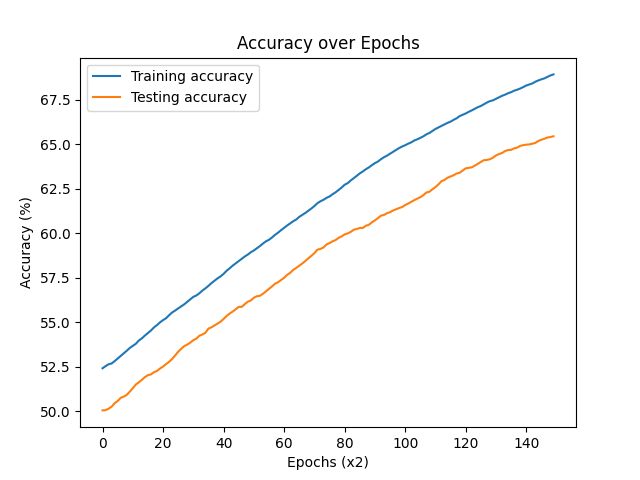 Accuracy over Epochs
Training accuracy
Testing accuracy
Accuracy (%)
67.5
65.0
62.5
60.0
57.5
55.0
52.5
50.0
0 20 40 60 80 100 120 140
Epochs (x2)